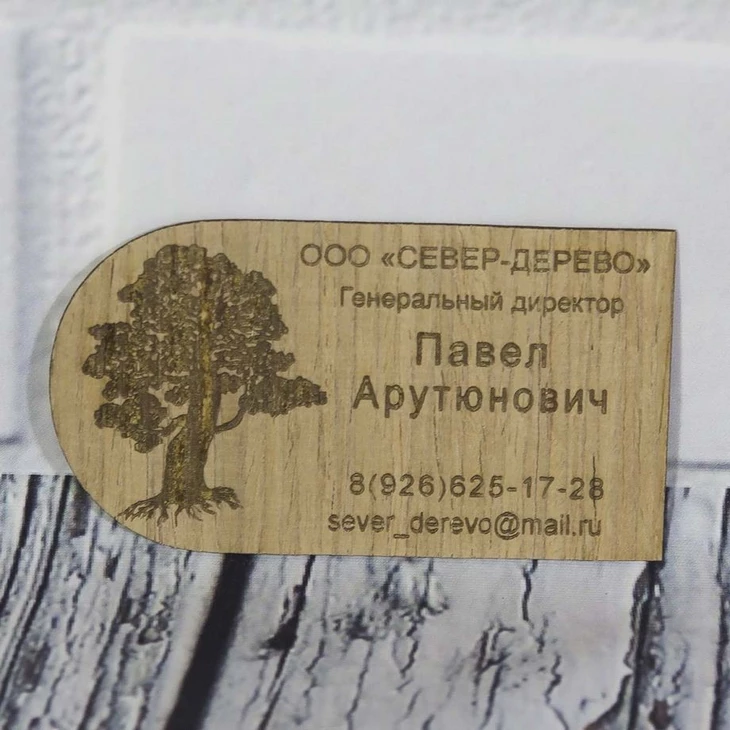 ООО «СЕВЕР-ДЕРЕВО»
Генеральный директор
Павел
Арутюнович
8(926)625-17-28
sever_derevo@mail.ru